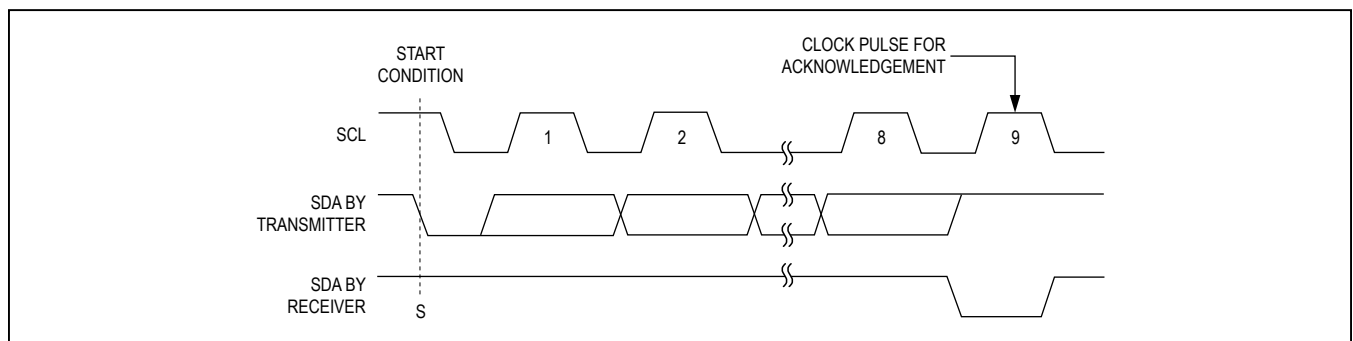 START
CONDITION
CLOCK PULSE FOR
ACKNOWLEDGEMENT
SCL
1
2
8
9
SDA BY
TRANSMITTER
SDA BY
RECEIVER
S